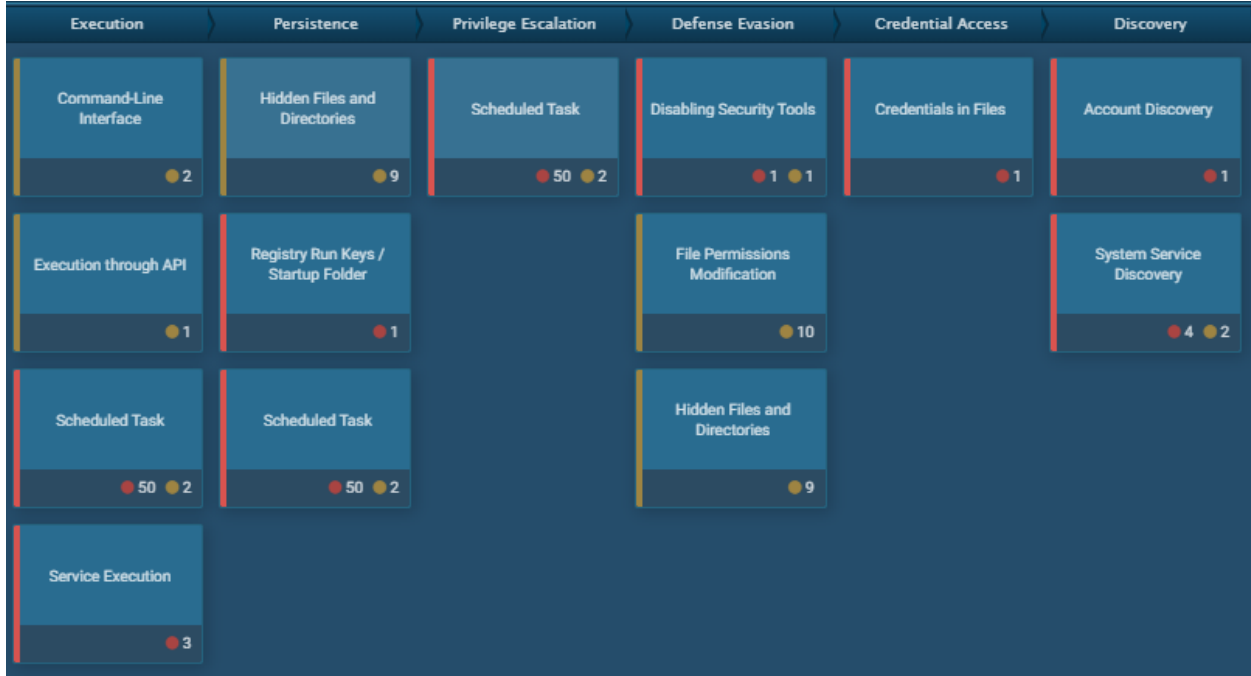 Execution
Persistence
Privilege Escalation
Defense Evasion
Credential Access
Discovery
Command-Line
Interface
2
Hidden Files and
Directories
9
Scheduled Task
50 2
Disabling Security Tools
1 1
Credentials in Files
1
Account Discovery
1
Execution through API
1
Registry Run Keys /
Startup Folder
1
File Permissions
Modification
10
System Service
Discovery
4 2
Scheduled Task
50 2
Scheduled Task
50 2
Hidden Files and
Directories
9
Service Execution
3